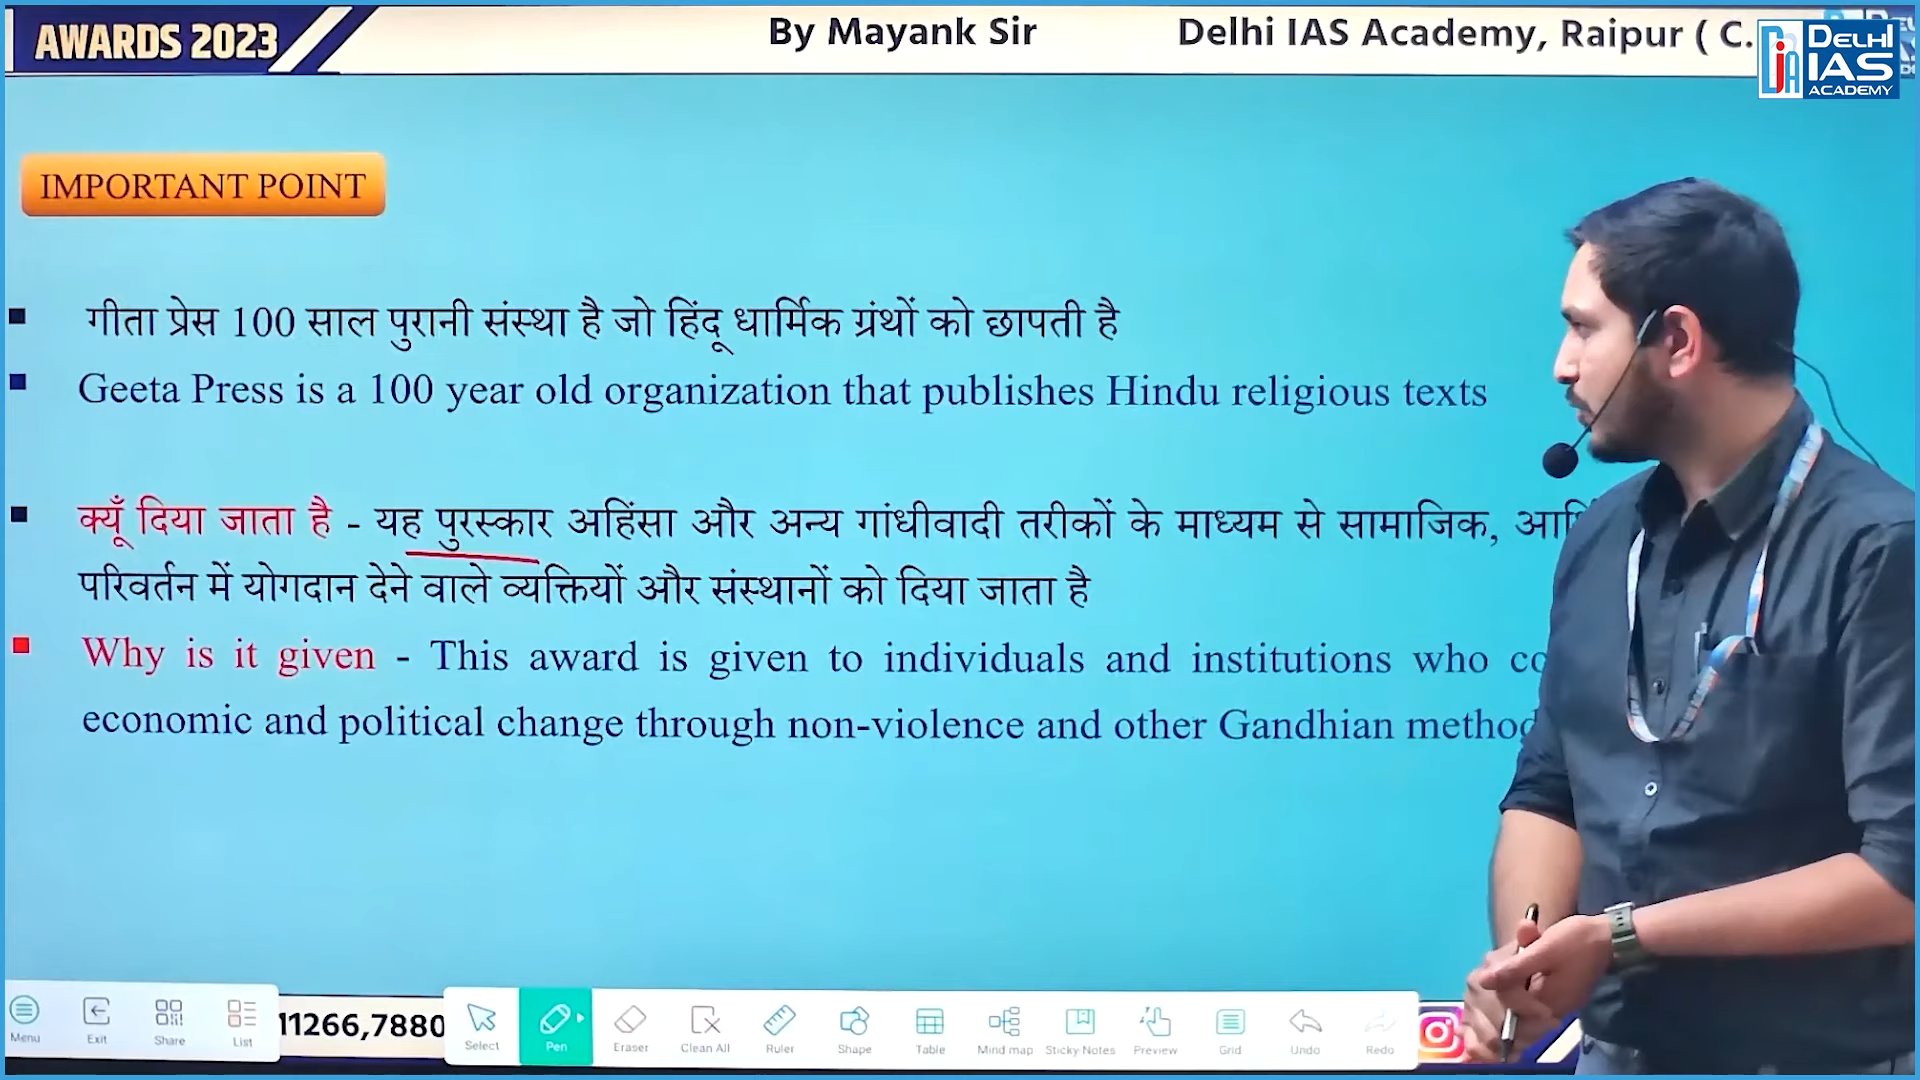 AWARDS 2023
By Mayank Sir
Delhi IAS Academy, Raipur ( C.
DELHI
IAS
ACADEMY
IMPORTANT POINT
गीता प्रेस 100 साल पुरानी संस्था है जो हिंदू धार्मिक ग्रंथों को छापती है
Geeta Press is a 100 year old organization that publishes Hindu religious texts
क्यूँ दिया जाता है - यह पुरस्कार अहिंसा और अन्य गांधीवादी तरीकों के माध्यम से सामाजिक,
परिवर्तन में योगदान देने वाले व्यक्तियों और संस्थानों को दिया जाता है
Why is it given - This award is given to individuals and institutions who
economic and political change through non-violence and other Gandhian
Menu
Exit
Share
List
11266,7880
Select
Pen
Eraser
Clean All
Ruler
Shape
Table
Mind map
Sticky Notes
Preview
Grid
Undo
Redo